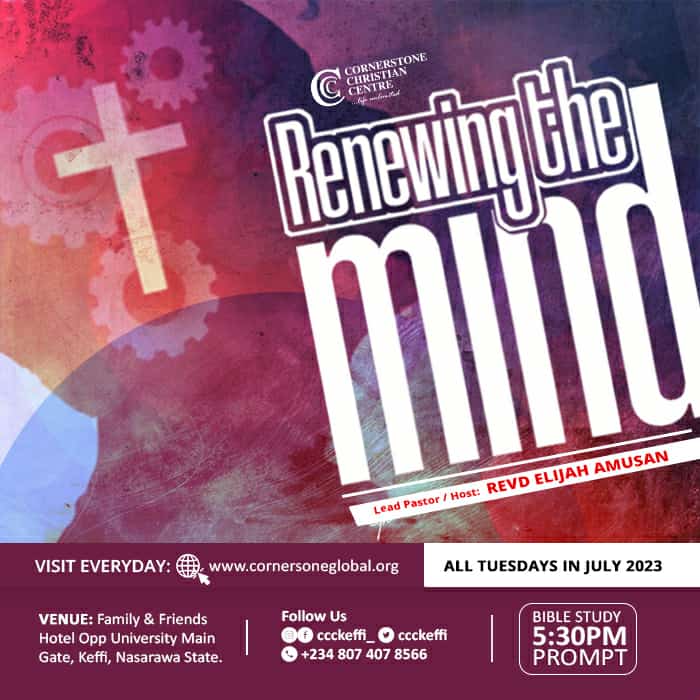 CORNERSTONE
CHRISTIAN
CENTRE
...life unlimited
Renewing the
mind
Lead Pastor / Host: REVD ELIJAH AMUSAN
VISIT EVERYDAY: www.cornersoneglobal.org
ALL TUESDAYS IN JULY 2023
VENUE: Family & Friends
Hotel Opp University Main
Gate, Keffi, Nasarawa State.
Follow Us
ccckeffi_ ccckeffi
+234 807 407 8566
BIBLE STUDY
5:30PM
PROMPT